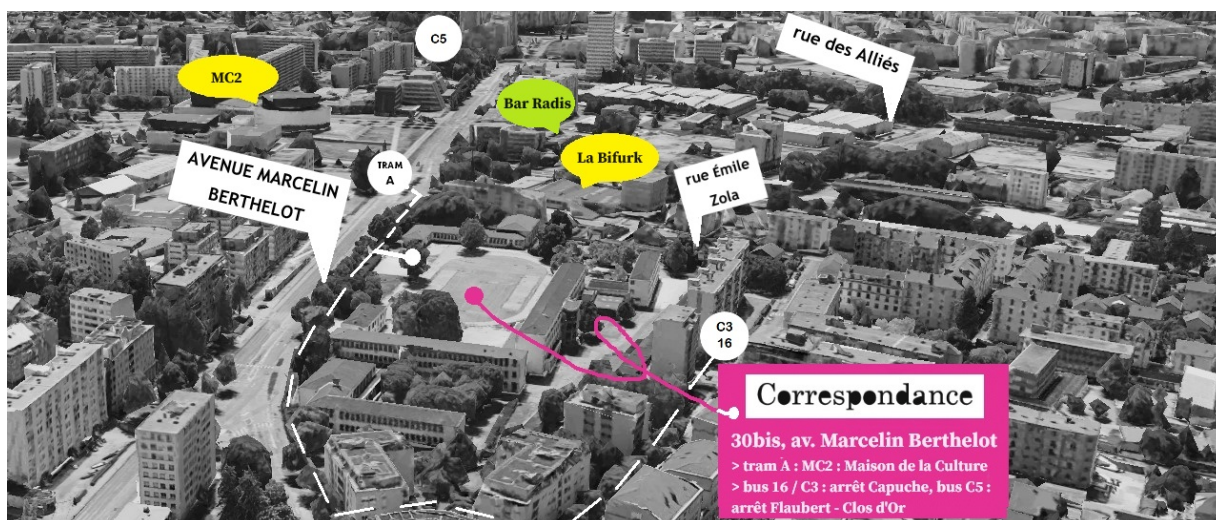 C5
rue des Alliés
MC2
Bar Radis
La Bifurk
AVENUE MARCELIN
BERTHELOT
TRAM
A
rue Émile
Zola
C3
16
Correspondance
30bis, av. Marcelin Berthelot
> tram A : MC2 : Maison de la Culture
> bus 16 / C3 : arrêt Capuche, bus C5 :
arrêt Flaubert - Clos d'Or